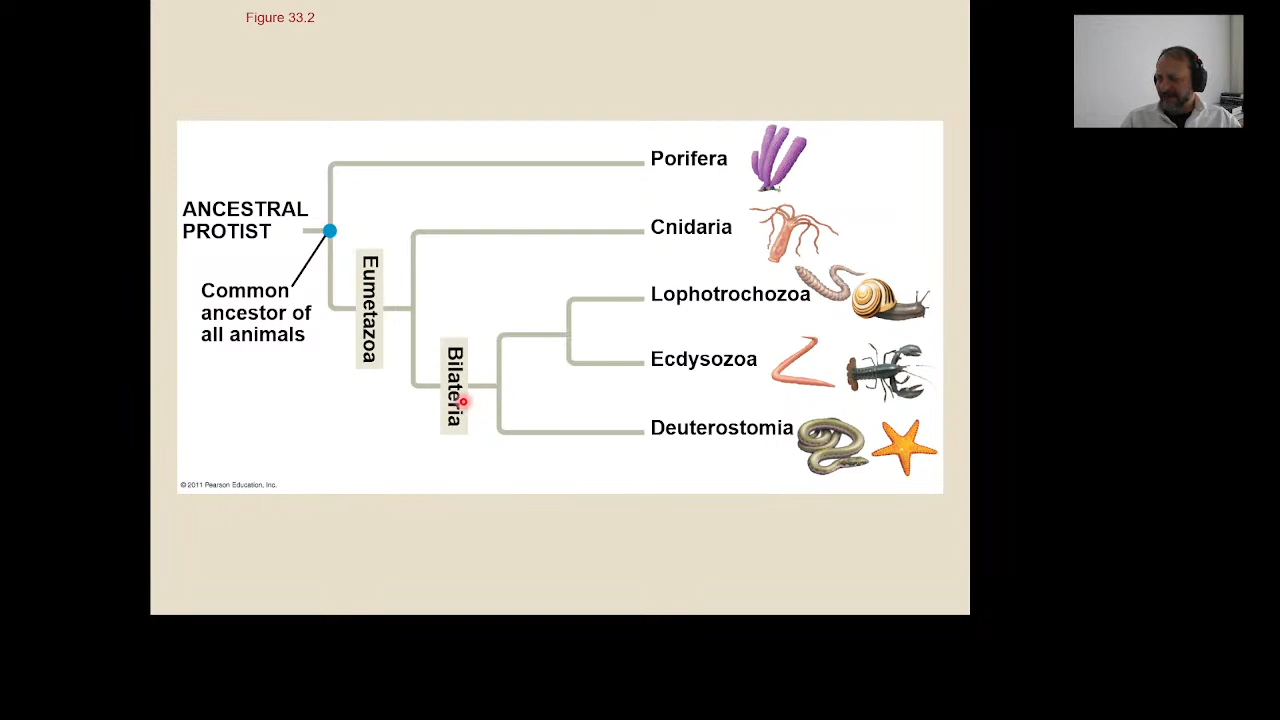 Figure 33.2
Porifera
ANCESTRAL
PROTIST
Cnidaria
Common
ancestor of
all animals
Eumetazoa
Lophotrochozoa
Bilateria
Ecdysozoa
Deuterostomia
© 2011 Pearson Education, Inc.